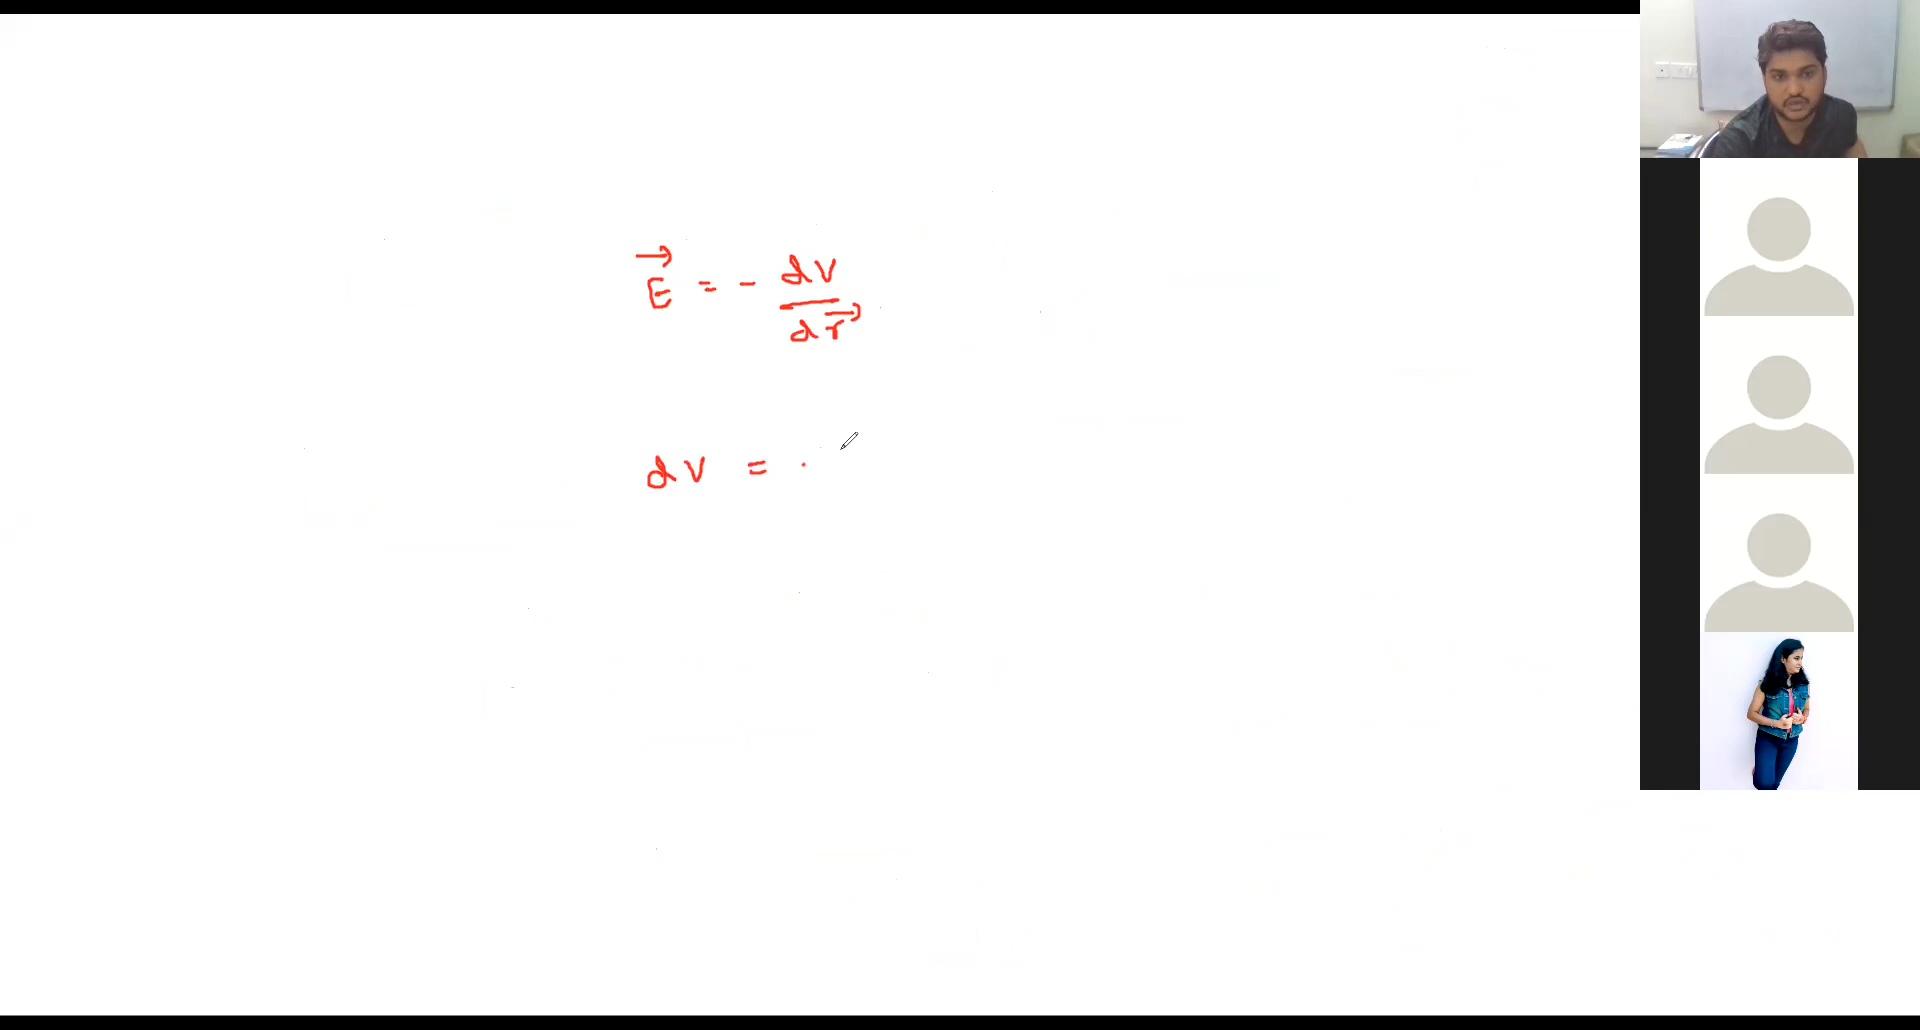 E⃗ = - dV/dr⃗
dV = .